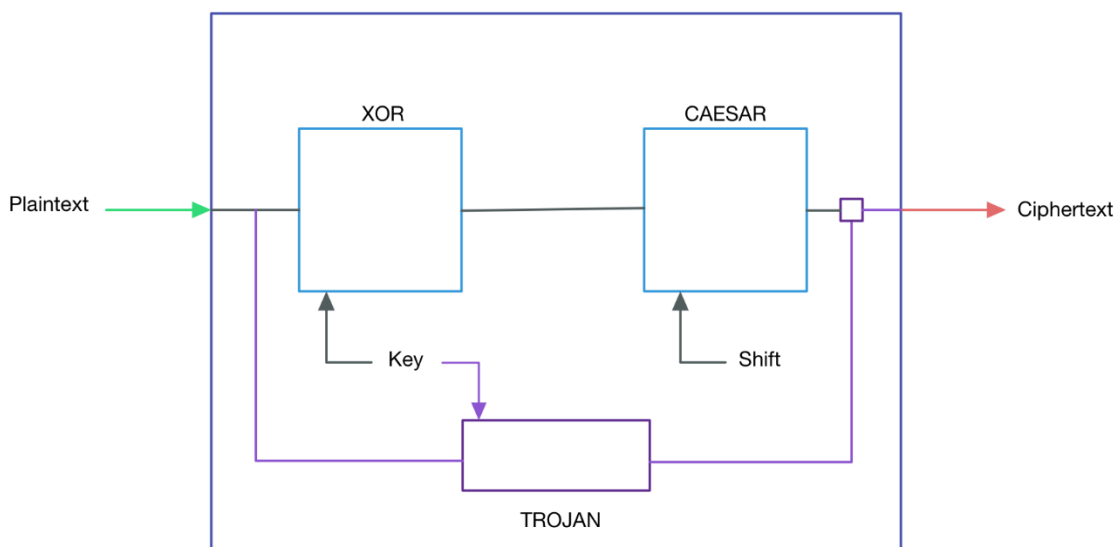 XOR
CAESAR
Plaintext
Ciphertext
Key
Shift
TROJAN